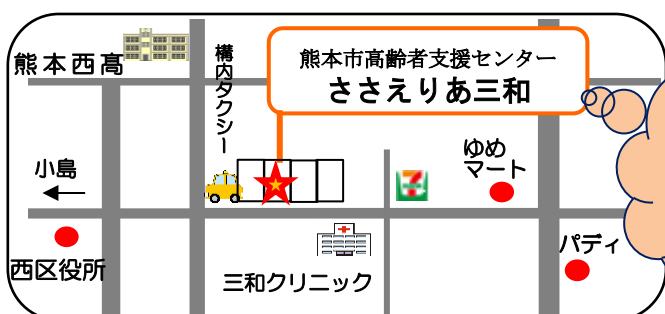 熊本西高
構内タクシー
熊本市高齢者支援センター
ささえりあ三和
小島
ゆめ
マート
7
西区役所
三和クリニック
パディ